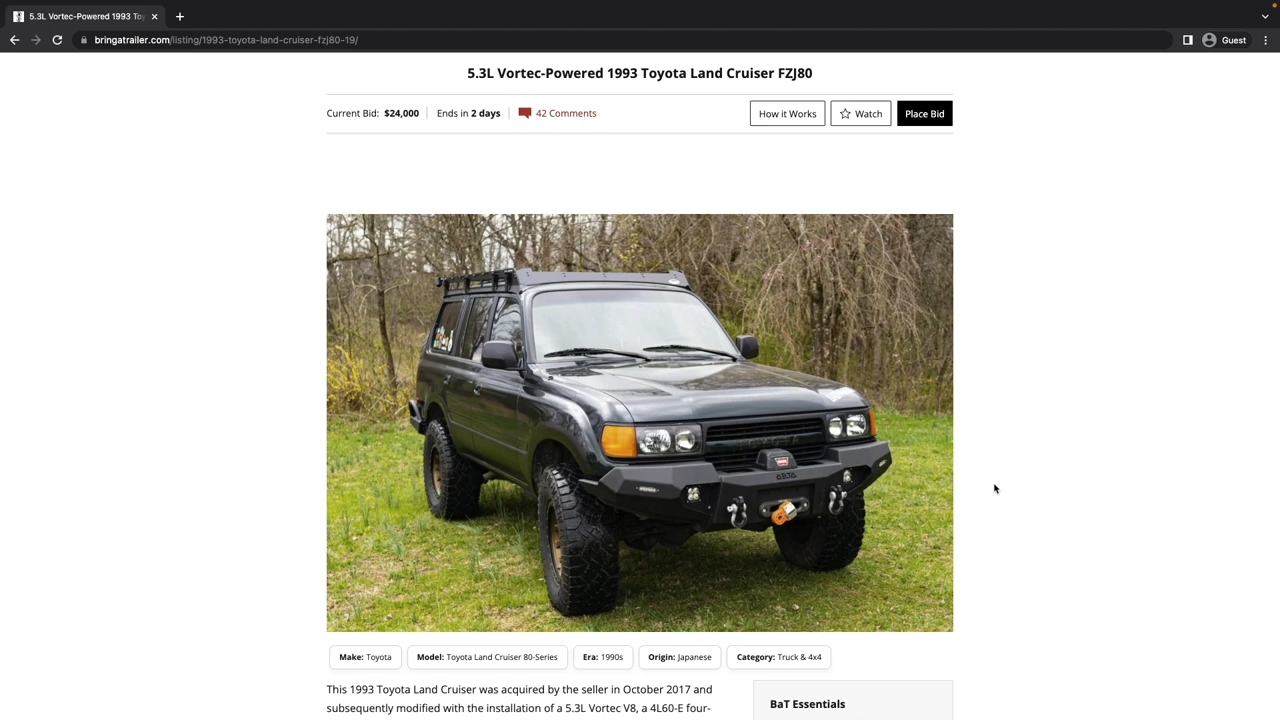 5.3L Vortec-Powered 1993 Toy
bringatrailer.com/listing/1993-toyota-land-cruiser-fzj80-19/
Guest
5.3L Vortec-Powered 1993 Toyota Land Cruiser FZJ80
Current Bid: $24,000
Ends in 2 days
42 Comments
How it Works
Watch
Place Bid
DELTA
Make: Toyota
Model: Toyota Land Cruiser 80-Series
Era: 1990s
Origin: Japanese
Category: Truck & 4x4
This 1993 Toyota Land Cruiser was acquired by the seller in October 2017 and
subsequently modified with the installation of a 5.3L Vortec V8, a 4L60-E four-
BaT Essentials